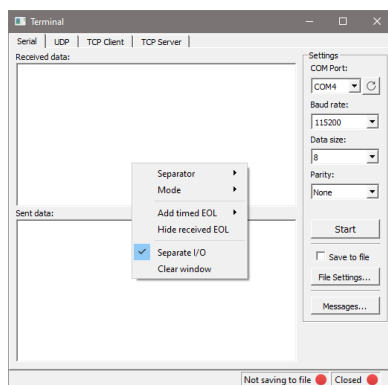 Terminal
Serial UDP TCP Client TCP Server
Received data:
Settings
COM Port:
COM4
Baud rate:
115200
Data size:
8
Parity:
None
Separator
Mode
Add timed EOL
Hide received EOL
Separate I/O
Clear window
Sent data:
Start
Save to file
File Settings...
Messages...
Not saving to file Closed